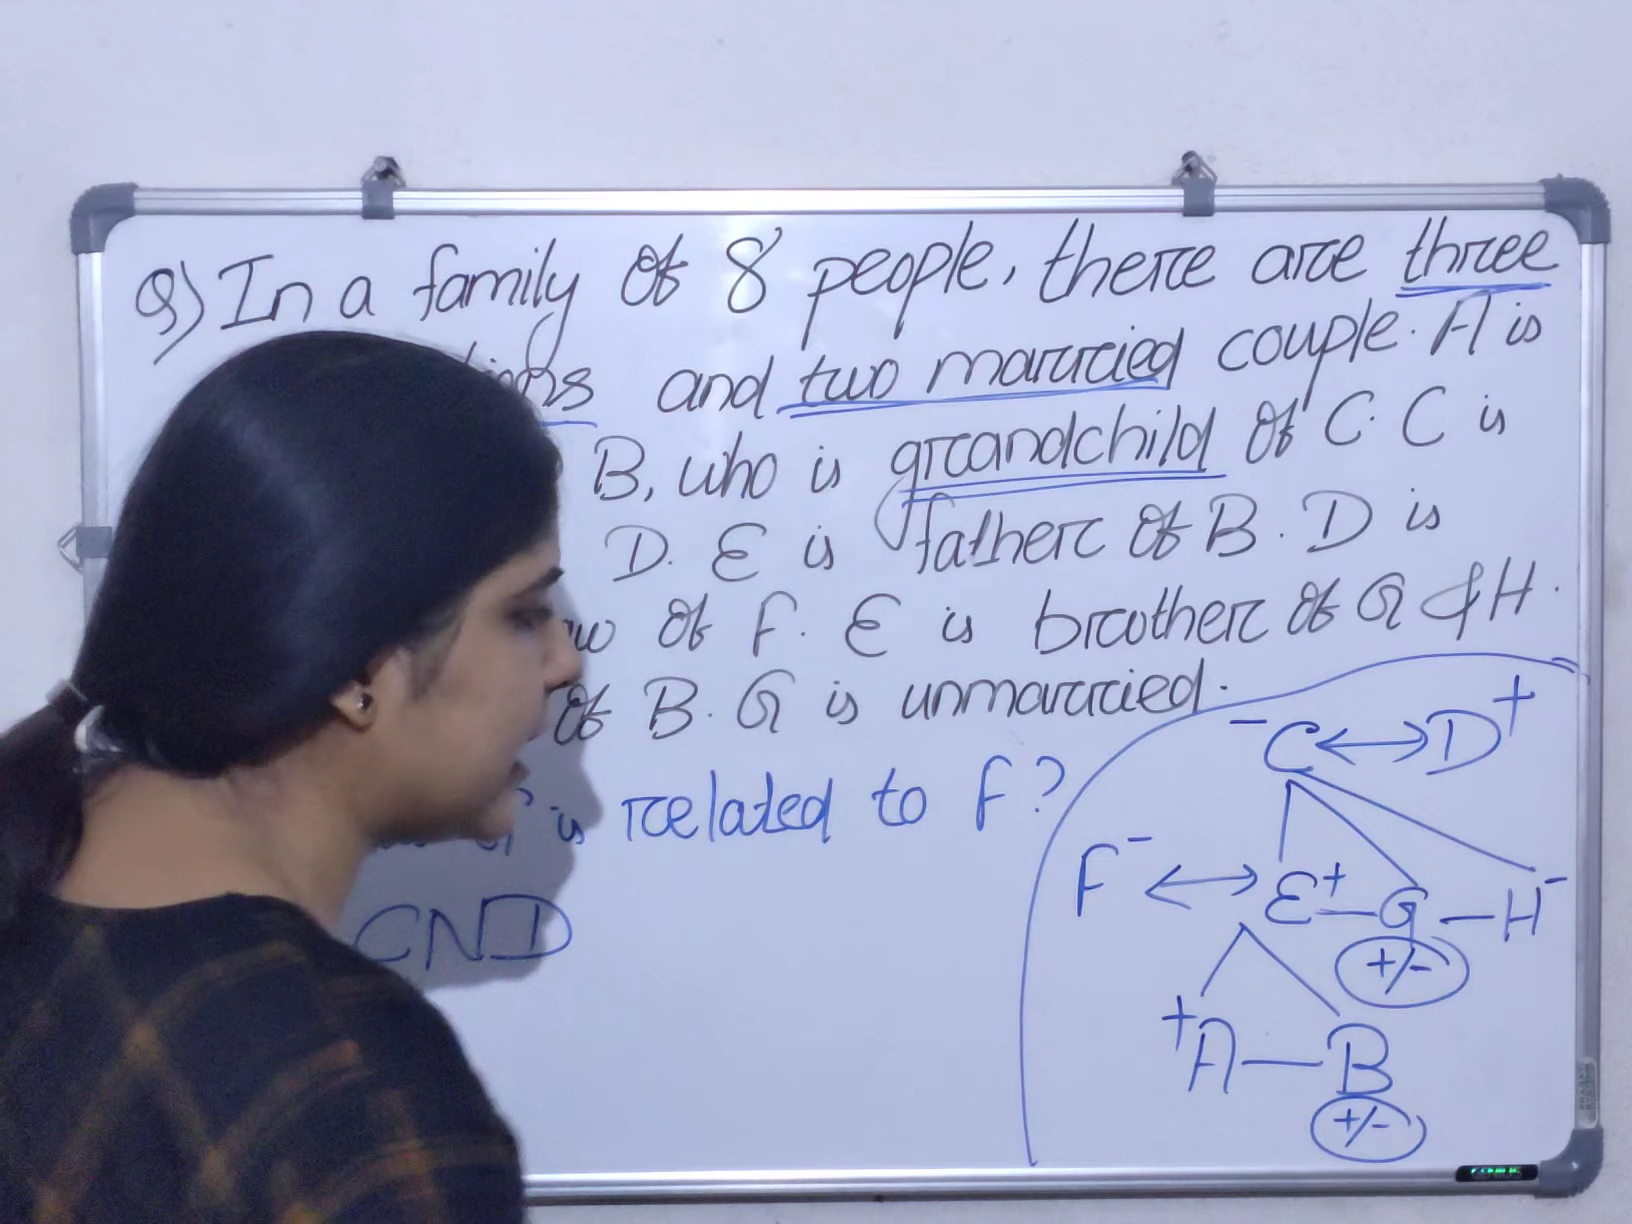 Q) In a family of 8 people, there are three
and two married couple. A is
B, who is grandchild of C. C is
D. E is father of B. D is
of F. E is brother of G & H.
of B. G is unmarried.
is related to F?
CND
- C ↔ D +
F - ↔ E + — G — H -
+/-
+ A — B
+/-